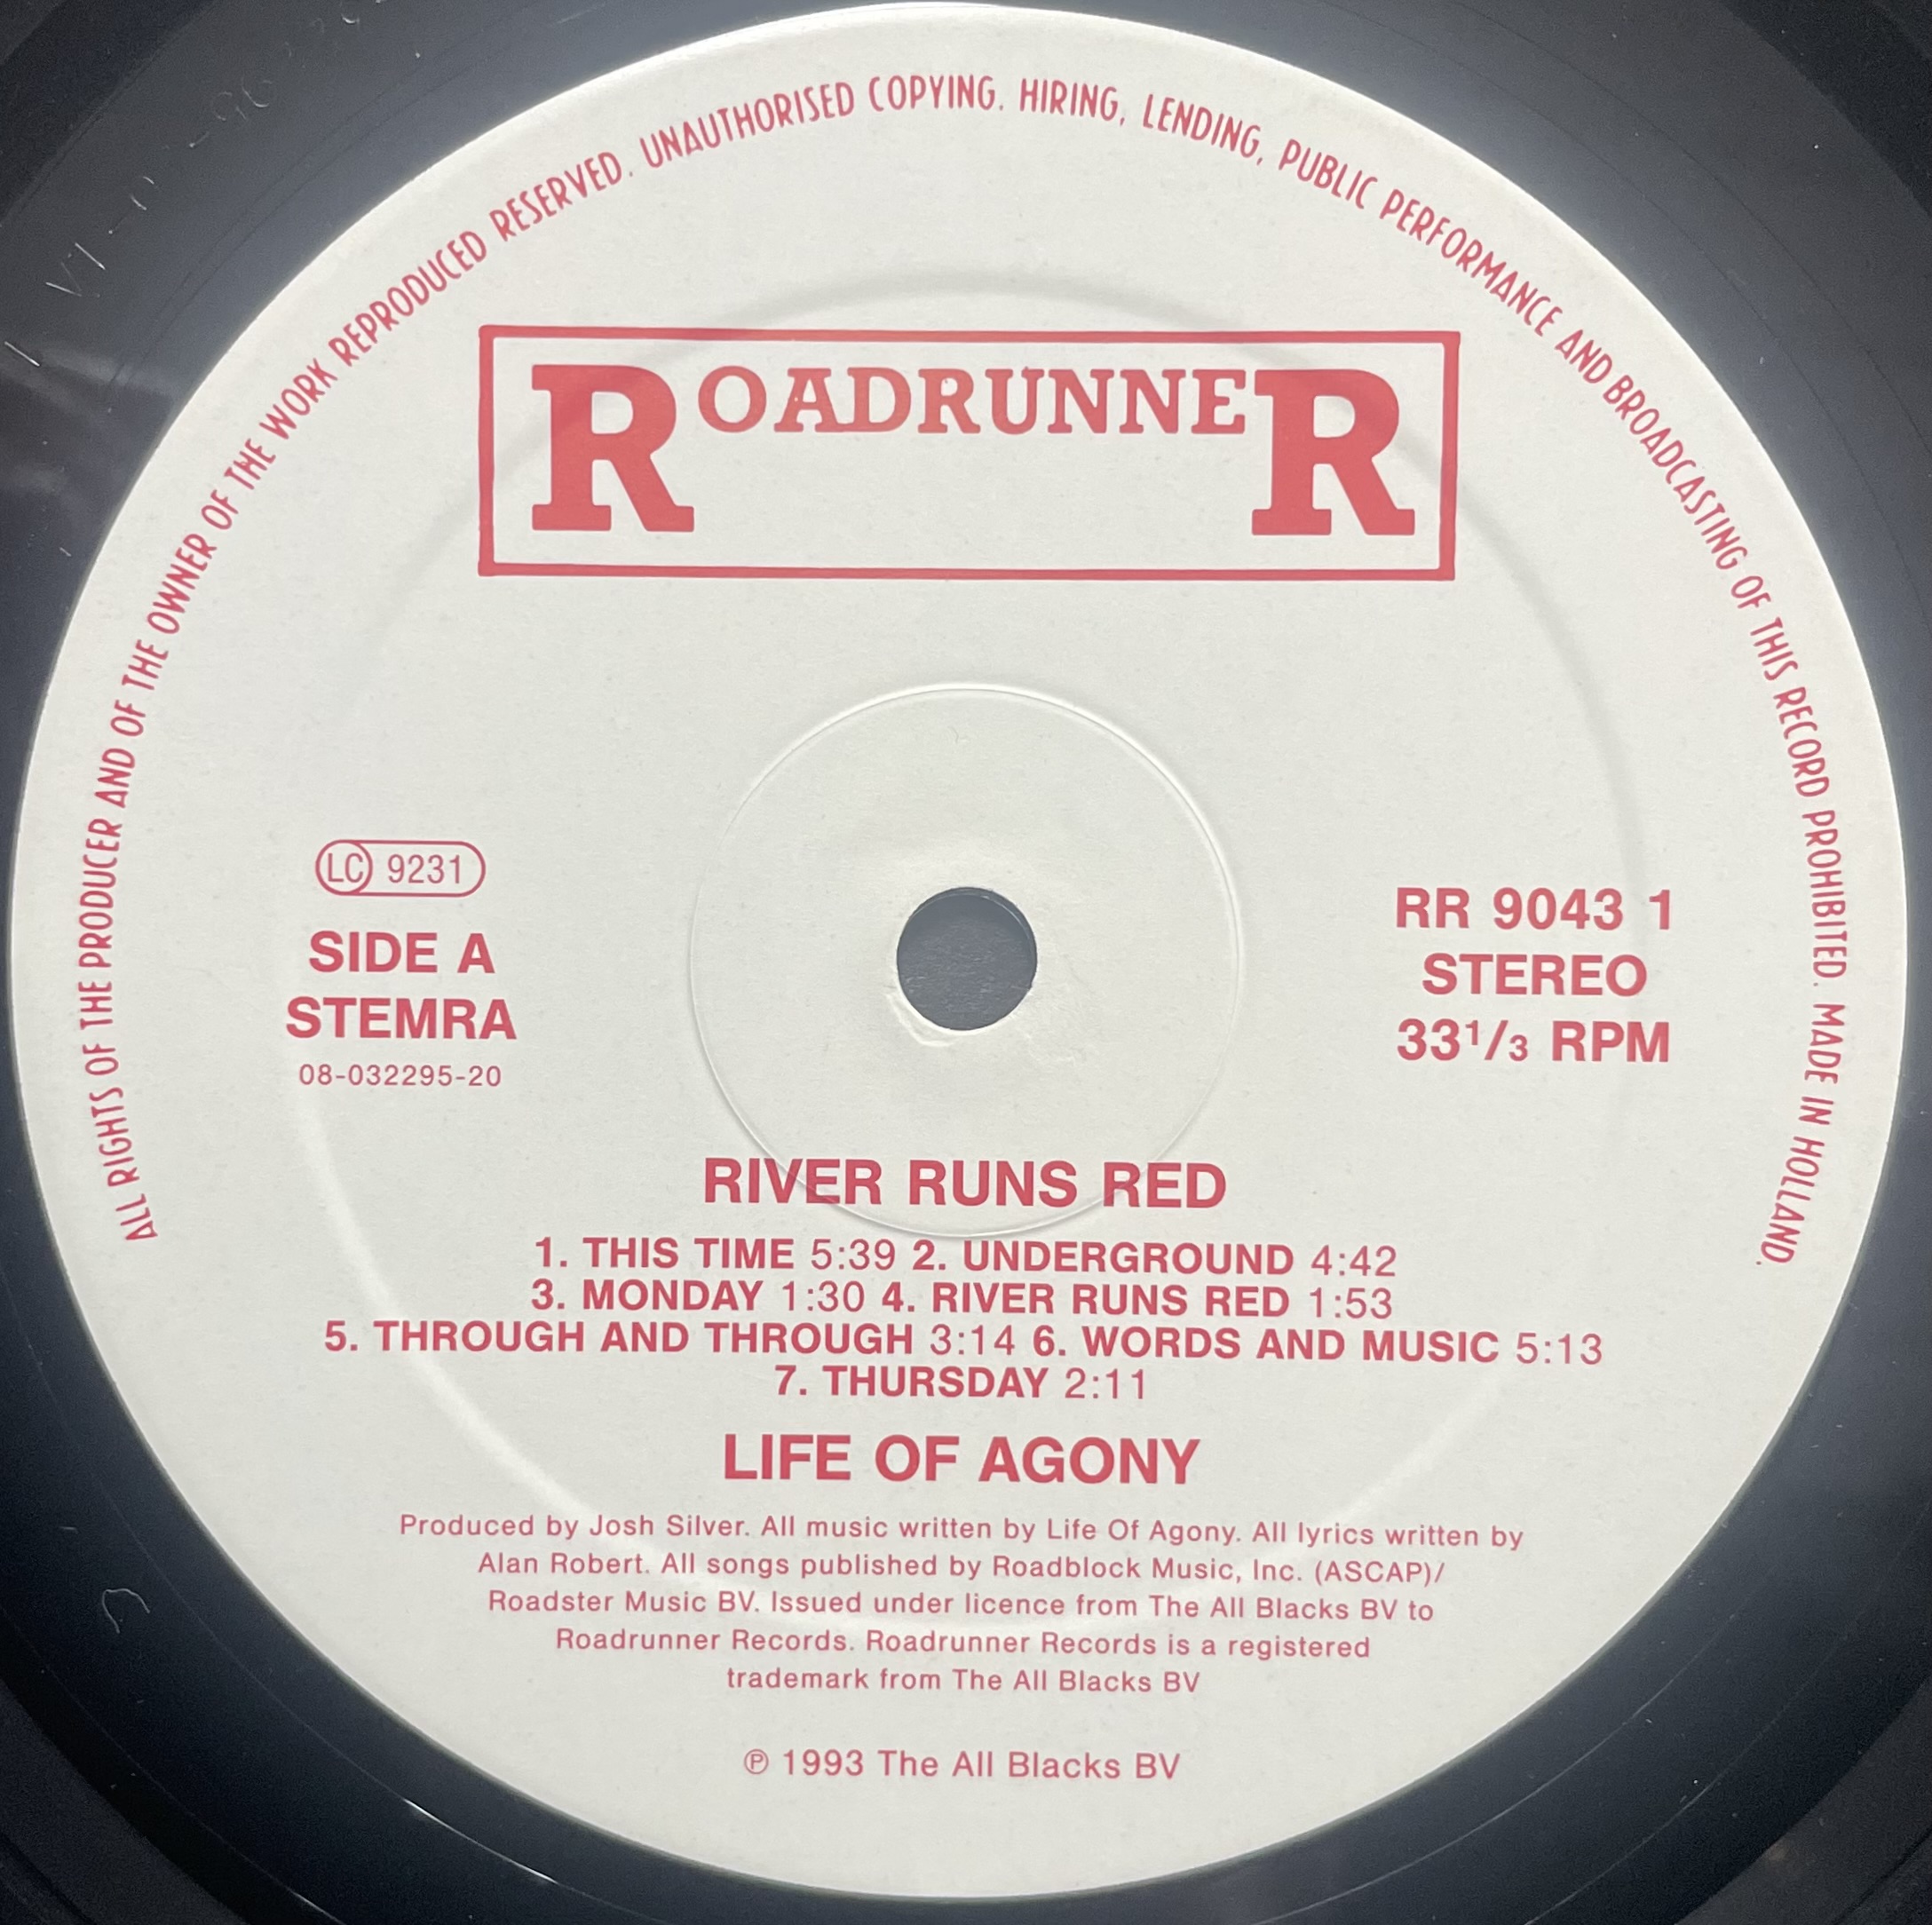 ALL RIGHTS OF THE PRODUCER AND OF THE OWNER OF THE WORK REPRODUCED RESERVED. UNAUTHORISED COPYING. HIRING, LENDING, PUBLIC PERFORMANCE AND BROADCASTING OF THIS RECORD PROHIBITED. MADE IN HOLLAND.
ROADRUNNER
LC 9231
SIDE A
STEMRA
08-032295-20
RR 9043 1
STEREO
33 1/3 RPM
RIVER RUNS RED
1. THIS TIME 5:39 2. UNDERGROUND 4:42
3. MONDAY 1:30 4. RIVER RUNS RED 1:53
5. THROUGH AND THROUGH 3:14 6. WORDS AND MUSIC 5:13
7. THURSDAY 2:11
LIFE OF AGONY
Produced by Josh Silver. All music written by Life Of Agony. All lyrics written by
Alan Robert. All songs published by Roadblock Music, Inc. (ASCAP)/
Roadster Music BV. Issued under licence from The All Blacks BV to
Roadrunner Records. Roadrunner Records is a registered
trademark from The All Blacks BV
℗ 1993 The All Blacks BV